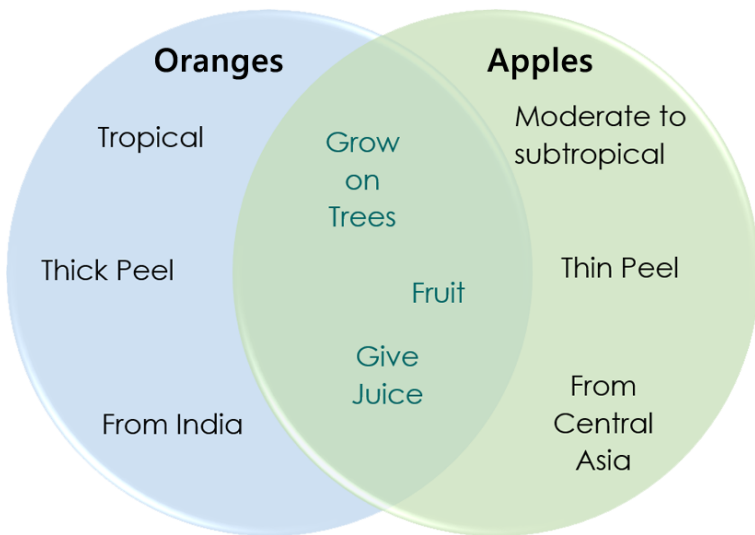 Oranges
Apples
Tropical
Thick Peel
From India
Grow
on
Trees
Fruit
Give
Juice
Moderate to
subtropical
Thin Peel
From
Central
Asia